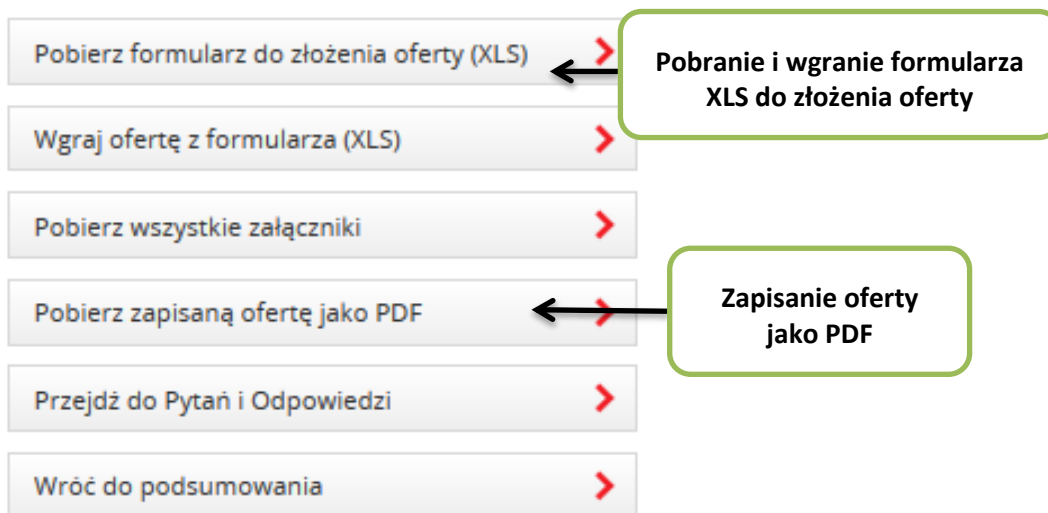 Pobierz formularz do złożenia oferty (XLS)
Pobranie i wgranie formularza
XLS do złożenia oferty
Wgraj ofertę z formularza (XLS)
Pobierz wszystkie załączniki
Pobierz zapisaną ofertę jako PDF
Zapisanie oferty
jako PDF
Przejdź do Pytań i Odpowiedzi
Wróć do podsumowania